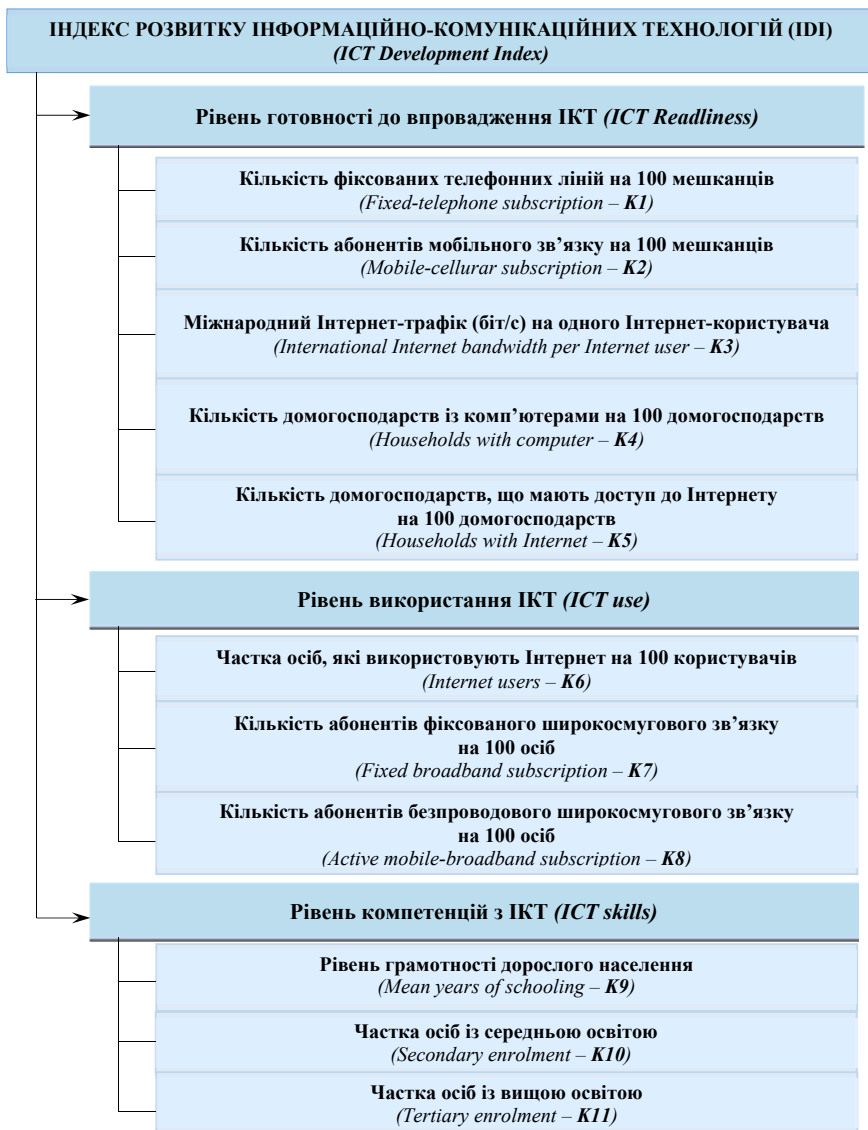 ІНДЕКС РОЗВИТКУ ІНФОРМАЦІЙНО-КОМУНІКАЦІЙНИХ ТЕХНОЛОГІЙ (IDI)
(ICT Development Index)
Рівень готовності до впровадження ІКТ (ICT Readliness)
Кількість фіксованих телефонних ліній на 100 мешканців
(Fixed-telephone subscription – K1)
Кількість абонентів мобільного зв’язку на 100 мешканців
(Mobile-cellurar subscription – K2)
Міжнародний Інтернет-трафік (біт/с) на одного Інтернет-користувача
(International Internet bandwidth per Internet user – K3)
Кількість домогосподарств із комп’ютерами на 100 домогосподарств
(Households with computer – K4)
Кількість домогосподарств, що мають доступ до Інтернету
на 100 домогосподарств
(Households with Internet – K5)
Рівень використання ІКТ (ICT use)
Частка осіб, які використовують Інтернет на 100 користувачів
(Internet users – K6)
Кількість абонентів фіксованого широкосмугового зв’язку
на 100 осіб
(Fixed broadband subscription – K7)
Кількість абонентів безпроводового широкосмугового зв’язку
на 100 осіб
(Active mobile-broadband subscription – K8)
Рівень компетенцій з ІКТ (ICT skills)
Рівень грамотності дорослого населення
(Mean years of schooling – K9)
Частка осіб із середньою освітою
(Secondary enrolment – K10)
Частка осіб із вищою освітою
(Tertiary enrolment – K11)